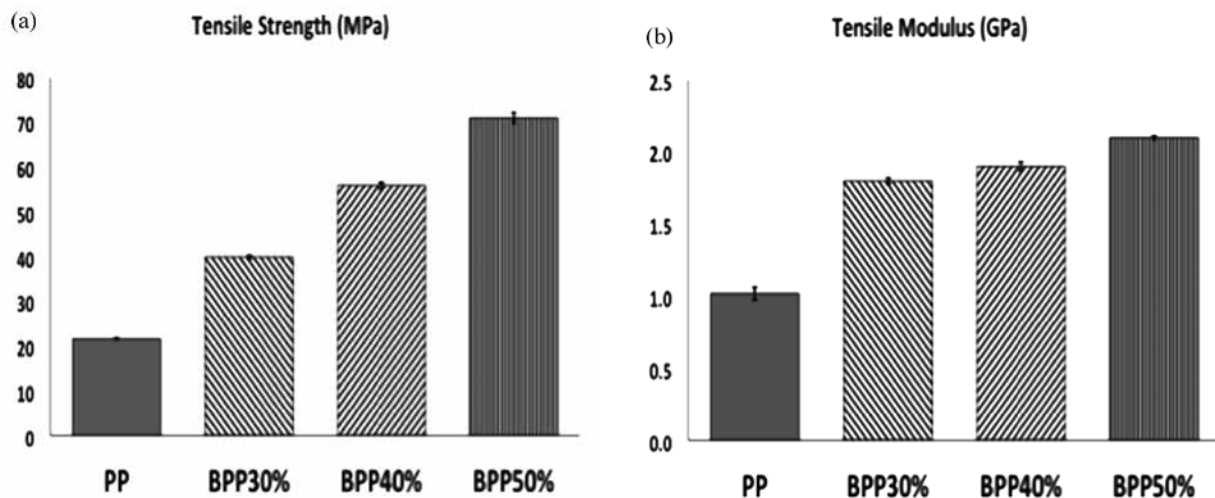 (a)
Tensile Strength (MPa)
80
70
60
50
40
30
20
10
0
PP BPP30% BPP40% BPP50%
(b)
Tensile Modulus (GPa)
2.5
2.0
1.5
1.0
0.5
0.0
PP BPP30% BPP40% BPP50%